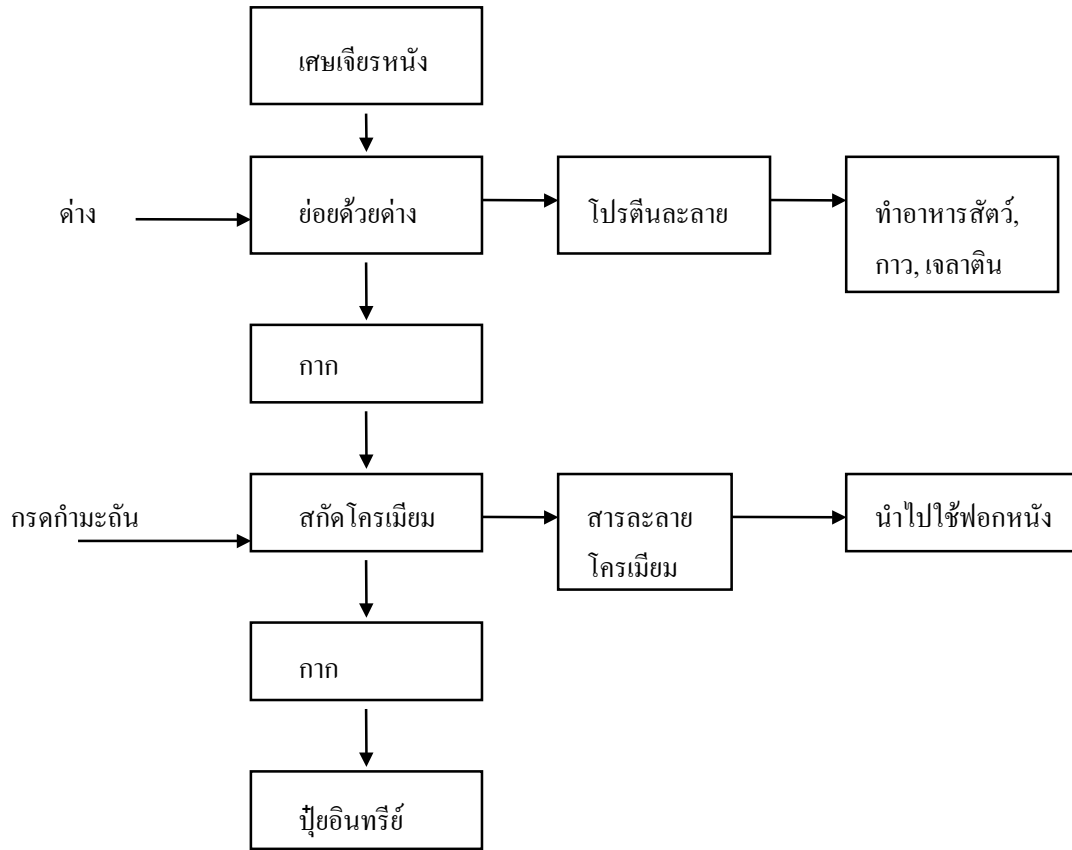 เศษเจียรหนัง
ด่าง
ย่อยด้วยด่าง
โปรตีนละลาย
ทำอาหารสัตว์,
กาว, เจลาติน
กาก
กรดกำมะถัน
สกัดโครเมียม
สารละลาย
โครเมียม
นำไปใช้ฟอกหนัง
กาก
ปุ๋ยอินทรีย์